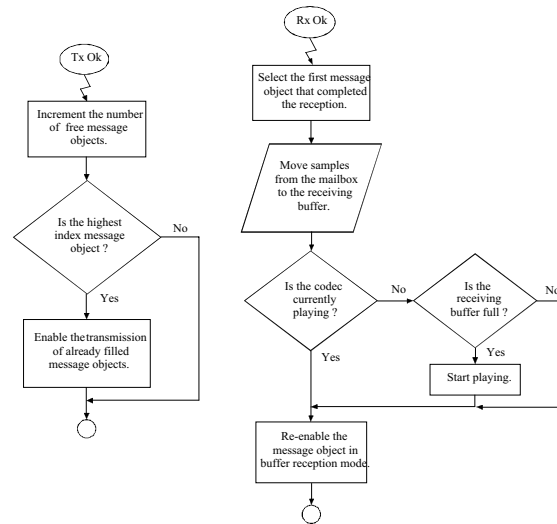 Tx Ok
Increment the number
of free message
objects.
Is the highest
index message
object ?
No
Yes
Enable the transmission
of already filled
message objects.
Rx Ok
Select the first message
object that completed
the reception.
Move samples
from the mailbox
to the receiving
buffer.
Is the codec
currently
playing ?
No
Yes
Is the
receiving
buffer full ?
No
Yes
Start playing.
Re-enable the
message object in
buffer reception mode.